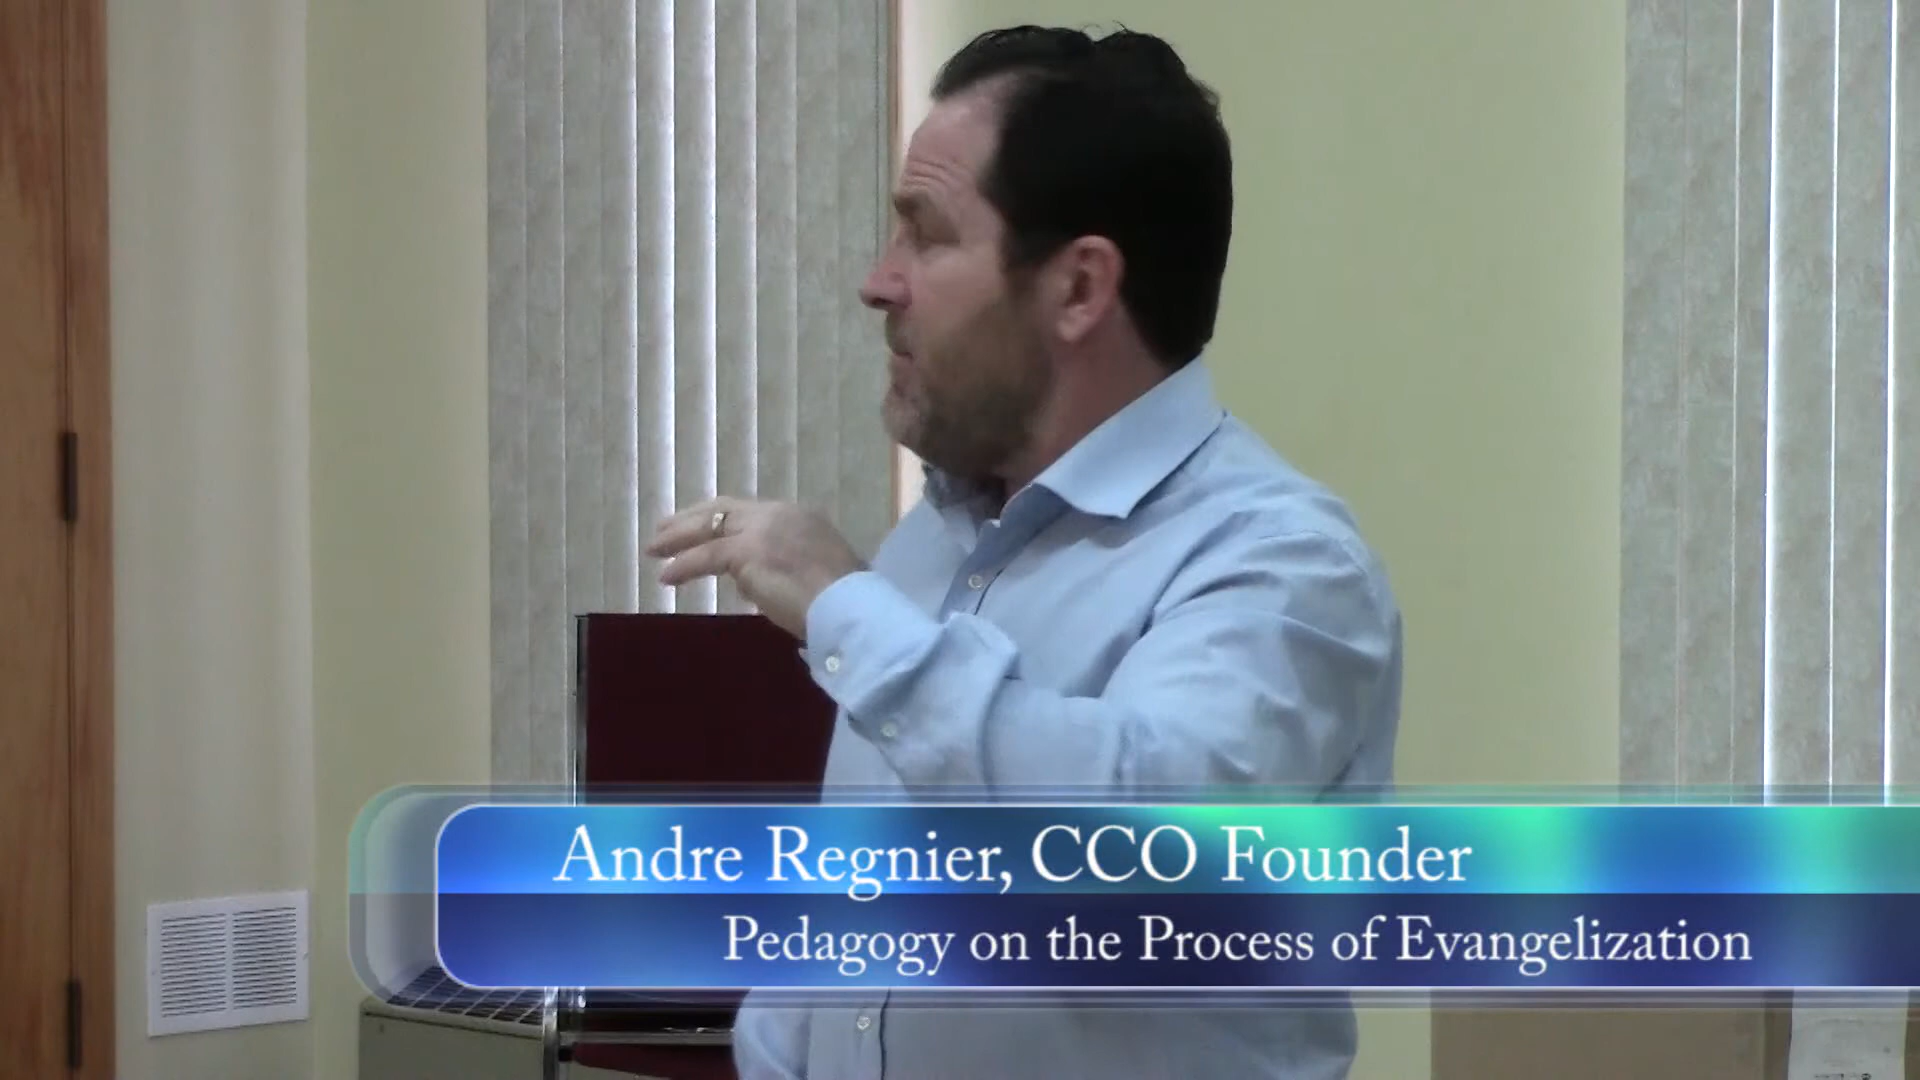 Andre Regnier, CCO Founder
Pedagogy on the Process of Evangelization